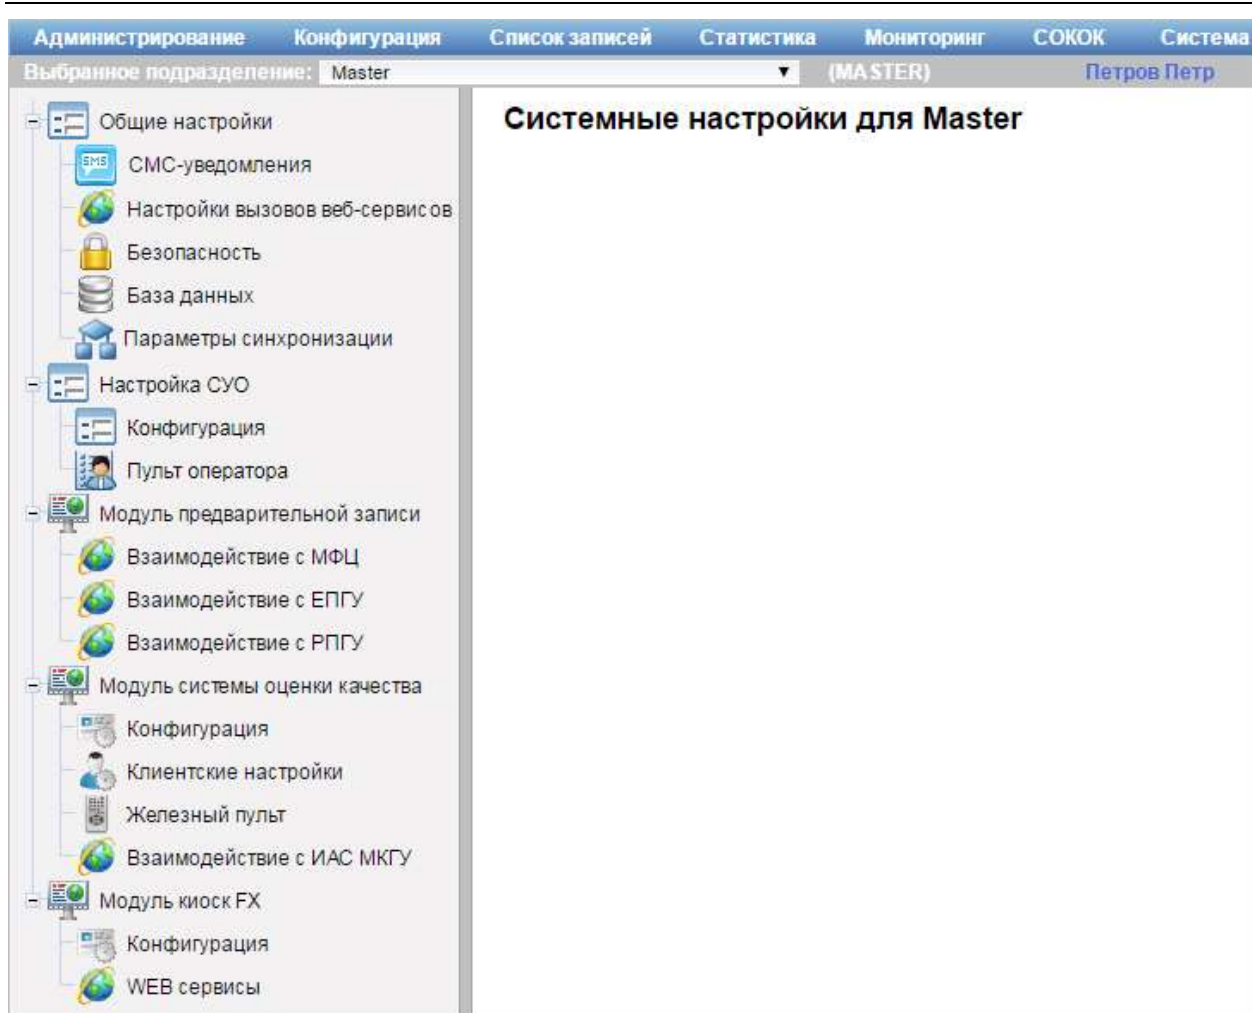 Администрирование Конфигурация Список записей Статистика Мониторинг СОКОК Система
Выбранное подразделение: Master (MASTER) Петров Петр
Системные настройки для Master
Общие настройки
SMS СМС-уведомления
Настройки вызовов веб-сервисов
Безопасность
База данных
Параметры синхронизации
Настройка СУО
Конфигурация
Пульт оператора
Модуль предварительной записи
Взаимодействие с МФЦ
Взаимодействие с ЕПГУ
Взаимодействие с РПГУ
Модуль системы оценки качества
Конфигурация
Клиентские настройки
Железный пульт
Взаимодействие с ИАС МКГУ
Модуль киоск FX
Конфигурация
WEB сервисы